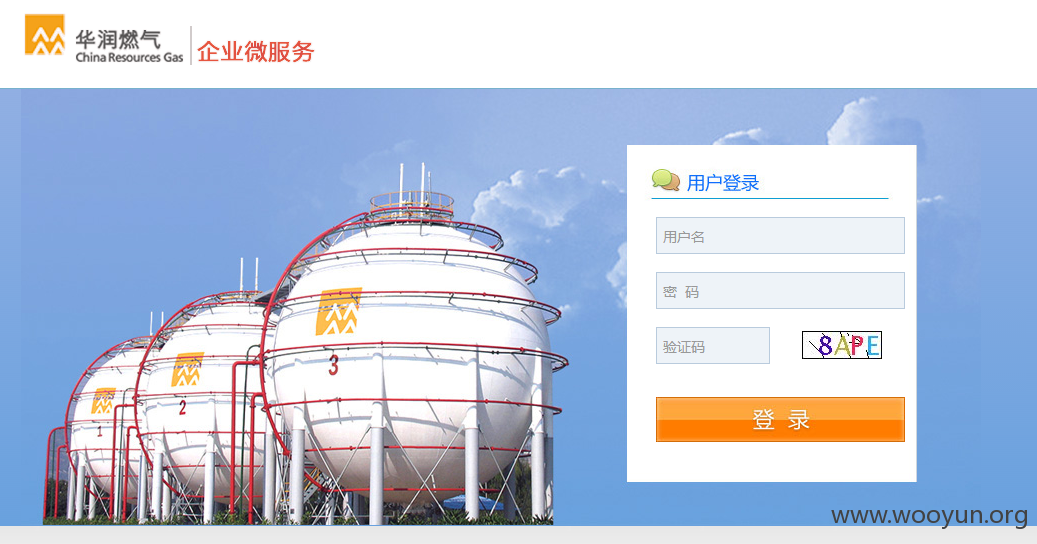 华润燃气
China Resources Gas
企业微服务
用户登录
用户名
密 码
验证码
8APE
登 录
1
2
3
www.wooyun.org